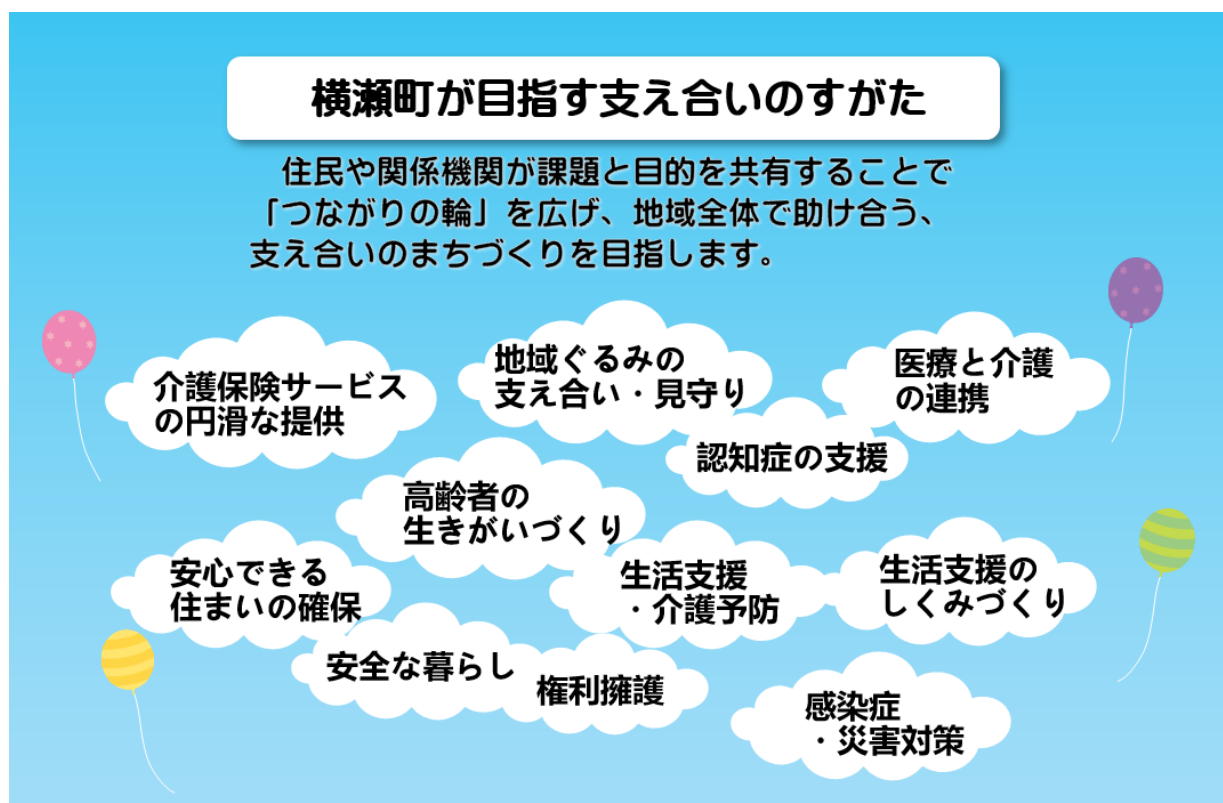 横瀬町が目指す支え合いのすがた
住民や関係機関が課題と目的を共有することで
「つながりの輪」を広げ、地域全体で助け合う、
支え合いのまちづくりを目指します。
介護保険サービス
の円滑な提供
地域ぐるみの
支え合い・見守り
医療と介護
の連携
認知症の支援
高齢者の
生きがいづくり
安心できる
住まいの確保
生活支援
・介護予防
生活支援の
しくみづくり
安全な暮らし
権利擁護
感染症
・災害対策